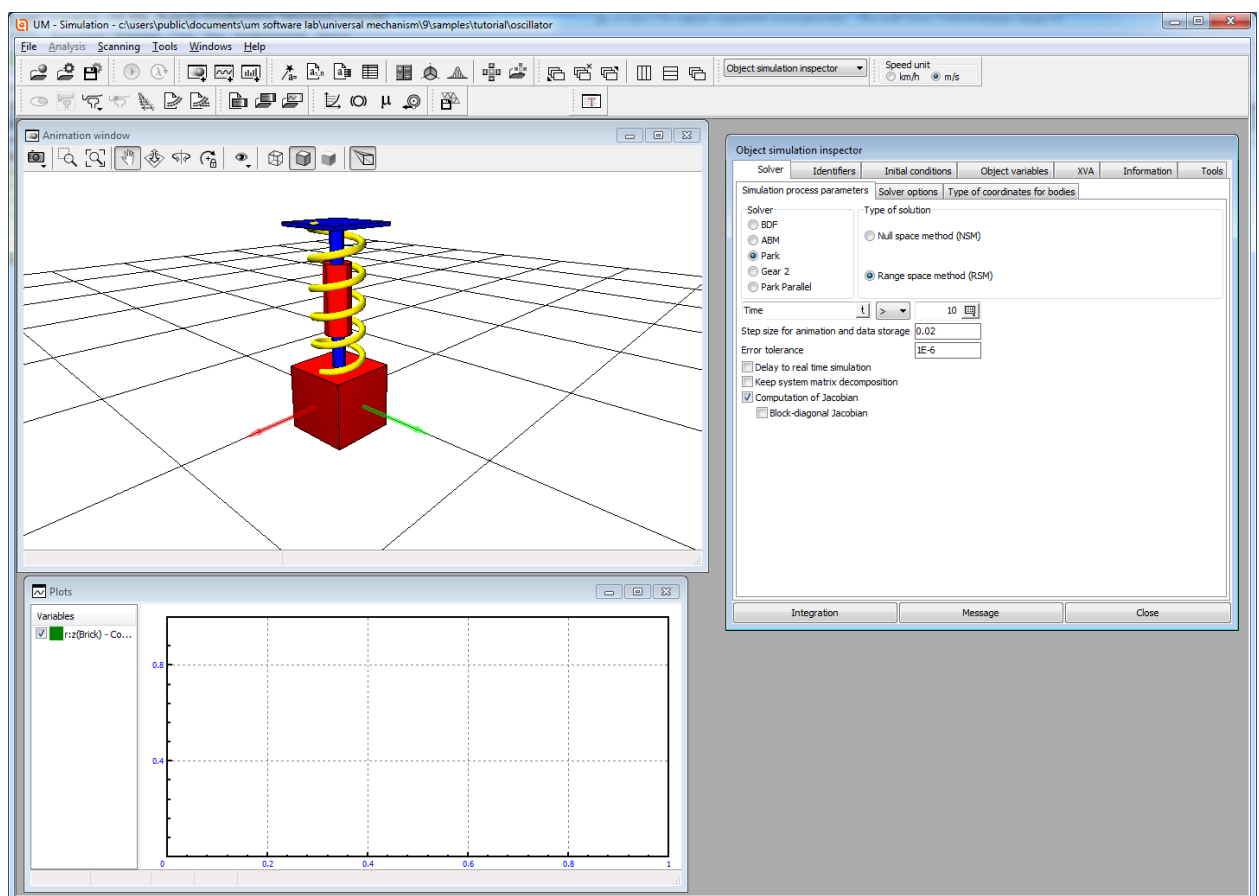 UM - Simulation - c:\users\public\documents\um software lab\universal mechanism\9\samples\tutorial\oscillator
File Analysis Scanning Tools Windows Help
Object simulation inspector
Speed unit
km/h m/s
Animation window
Object simulation inspector
Solver Identifiers Initial conditions Object variables XVA Information Tools
Simulation process parameters Solver options Type of coordinates for bodies
Solver Type of solution
BDF
ABM
Park
Gear 2
Park Parallel
Null space method (NSM)
Range space method (RSM)
Time t > 10
Step size for animation and data storage 0.02
Error tolerance 1E-6
Delay to real time simulation
Keep system matrix decomposition
Computation of Jacobian
Block-diagonal Jacobian
Integration Message Close
Plots
Variables
r:z(Brick) - Co...
0.8
0.4
0 0.2 0.4 0.6 0.8 1